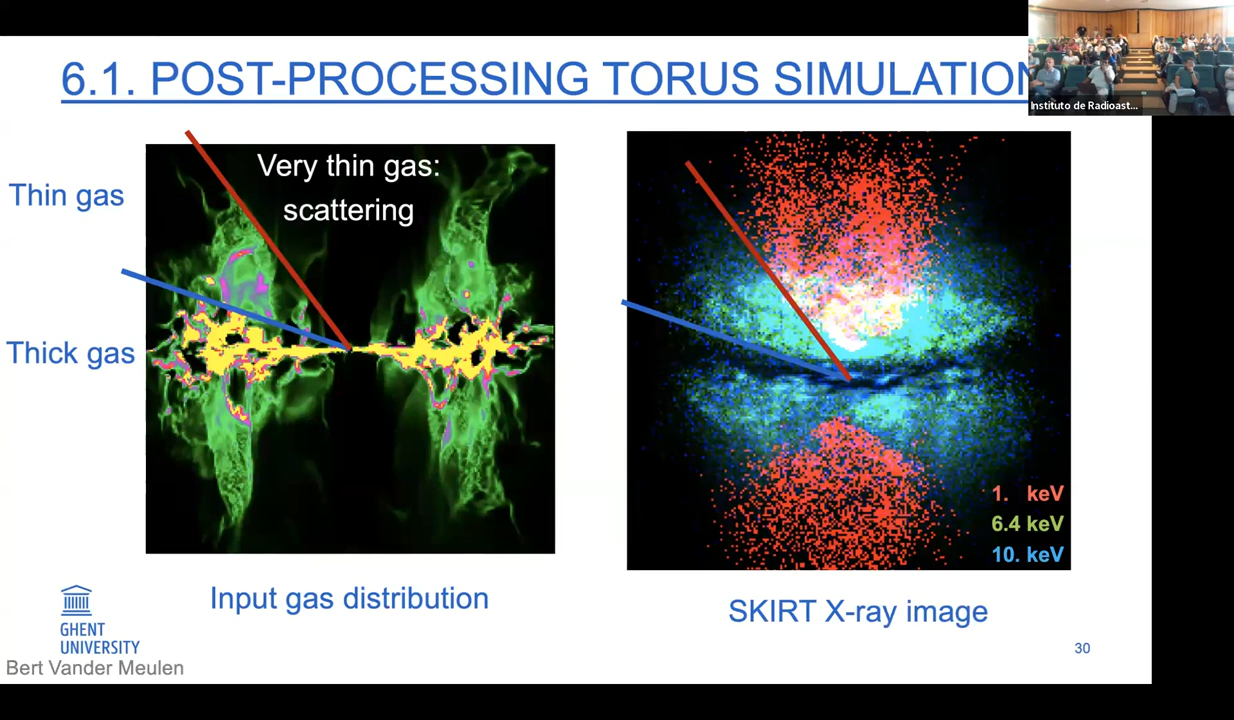 6.1. POST-PROCESSING TORUS SIMULATION
Instituto de Radioast...
Thin gas
Very thin gas:
scattering
Thick gas
1. keV
6.4 keV
10. keV
Input gas distribution
SKIRT X-ray image
GHENT
UNIVERSITY
Bert Vander Meulen
30